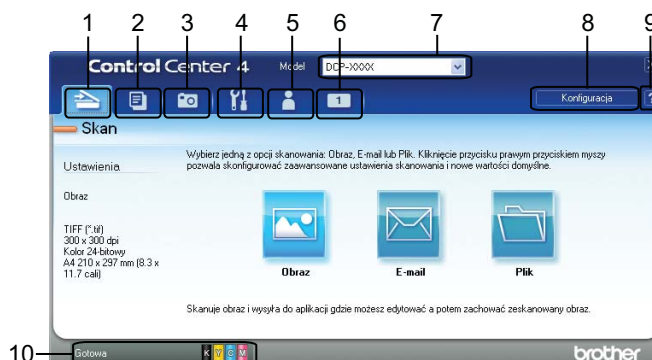 1 2 3 4 5 6 7 8 9
Control Center 4 Model DCP-XXXX
1
Konfiguracja ?
Skan
Ustawienia
Wybierz jedną z opcji skanowania: Obraz, E-mail lub Plik. Kliknięcie przycisku prawym przyciskiem myszy
pozwala skonfigurować zaawansowane ustawienia skanowania i nowe wartości domyślne.
Obraz
TIFF (*.tif)
300 x 300 dpi
Kolor 24-bitowy
A4 210 x 297 mm (8.3 x
11.7 cali)
Obraz E-mail Plik
Skanuje obraz i wysyła do aplikacji gdzie możesz edytować a potem zachować zeskanowany obraz.
10 Gotowa K Y C M brother